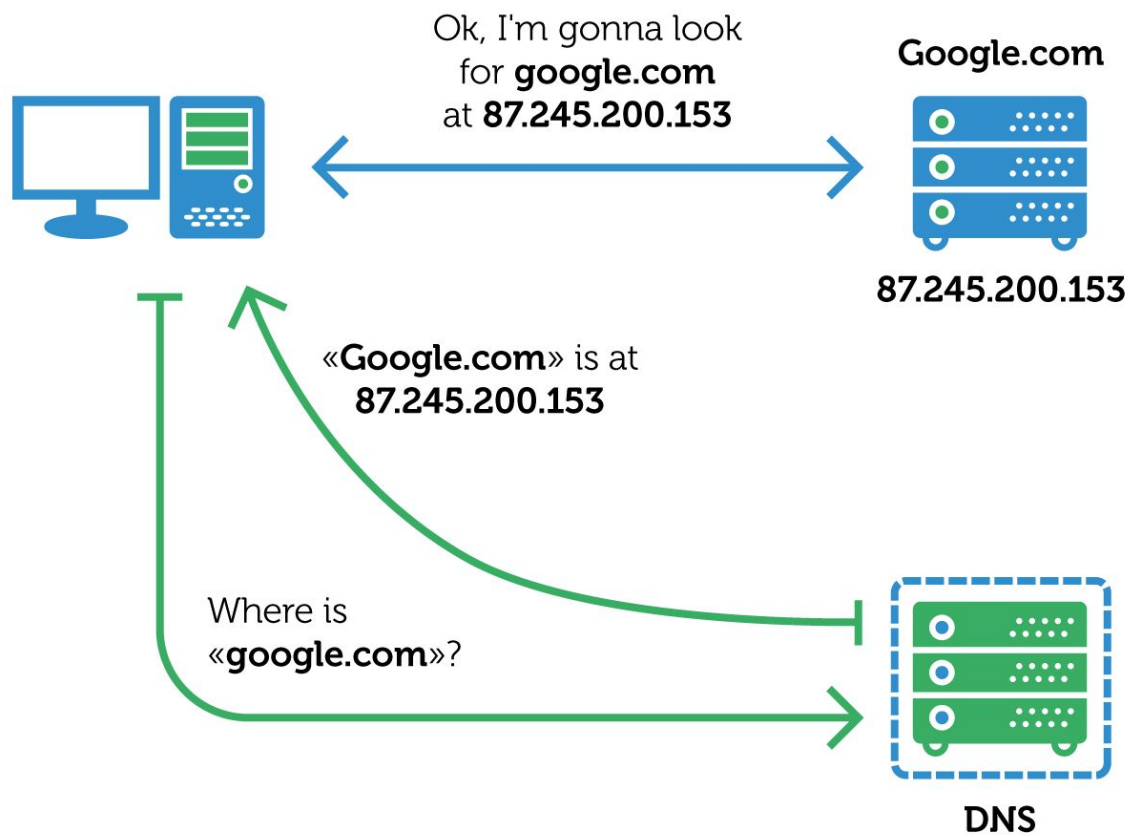 Ok, I'm gonna look
for google.com
at 87.245.200.153
Google.com
87.245.200.153
«Google.com» is at
87.245.200.153
Where is
«google.com»?
DNS